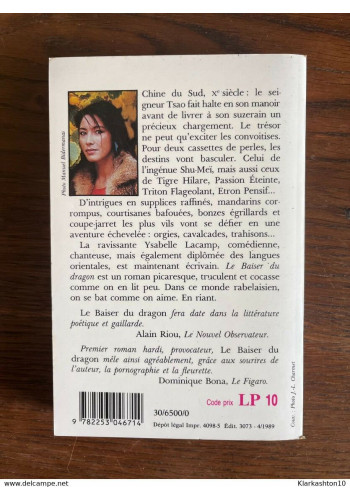 Chine du Sud, Xe siècle : le sei-
gneur Tsao fait halte en son manoir
avant de livrer à son suzerain un
précieux chargement. Le trésor
ne peut qu'exciter les convoitises.
Pour deux cassettes de perles, les
destins vont basculer. Celui de
l'ingénue Shu-Meï, mais aussi ceux
de Tigre Hilare, Passion Éteinte,
Triton Flageolant, Etron Pensif...
Photo Manuel Bidermanas
D'intrigues en supplices raffinés, mandarins cor-
rompus, courtisanes bafouées, bonzes égrillards et
coupe-jarret les plus vils vont se défier en une
aventure échevelée : orgies, cavalcades, trahisons...
La ravissante Ysabelle Lacamp, comédienne,
chanteuse, mais également diplômée des langues
orientales, est maintenant écrivain. Le Baiser du
dragon est un roman picaresque, truculent et cocasse
comme on en lit peu. Dans ce monde rabelaisien,
on se bat comme on aime. En riant.
Le Baiser du dragon fera date dans la littérature
poétique et gaillarde.
Alain Riou, Le Nouvel Observateur.
Premier roman hardi, provocateur, Le Baiser du
dragon mêle ainsi agréablement, grâce aux sourires de
l'auteur, la pornographie et la fleurette.
Dominique Bona, Le Figaro.
Code prix LP 10
9 782253 046714
30/6500/0
Dépôt légal Impr. 4098-5 Édit. 3073 - 4/1989
Couv. : Photo J.-L. Charmet
www.delcampe.net
Klarkashton10